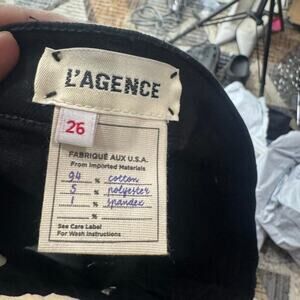 L'AGENCE
26
FABRIQUÉ AUX U.S.A.
From Imported Materials
94 % cotton
5 % polyester
1 % spandex
%
See Care Label
For Wash Instructions